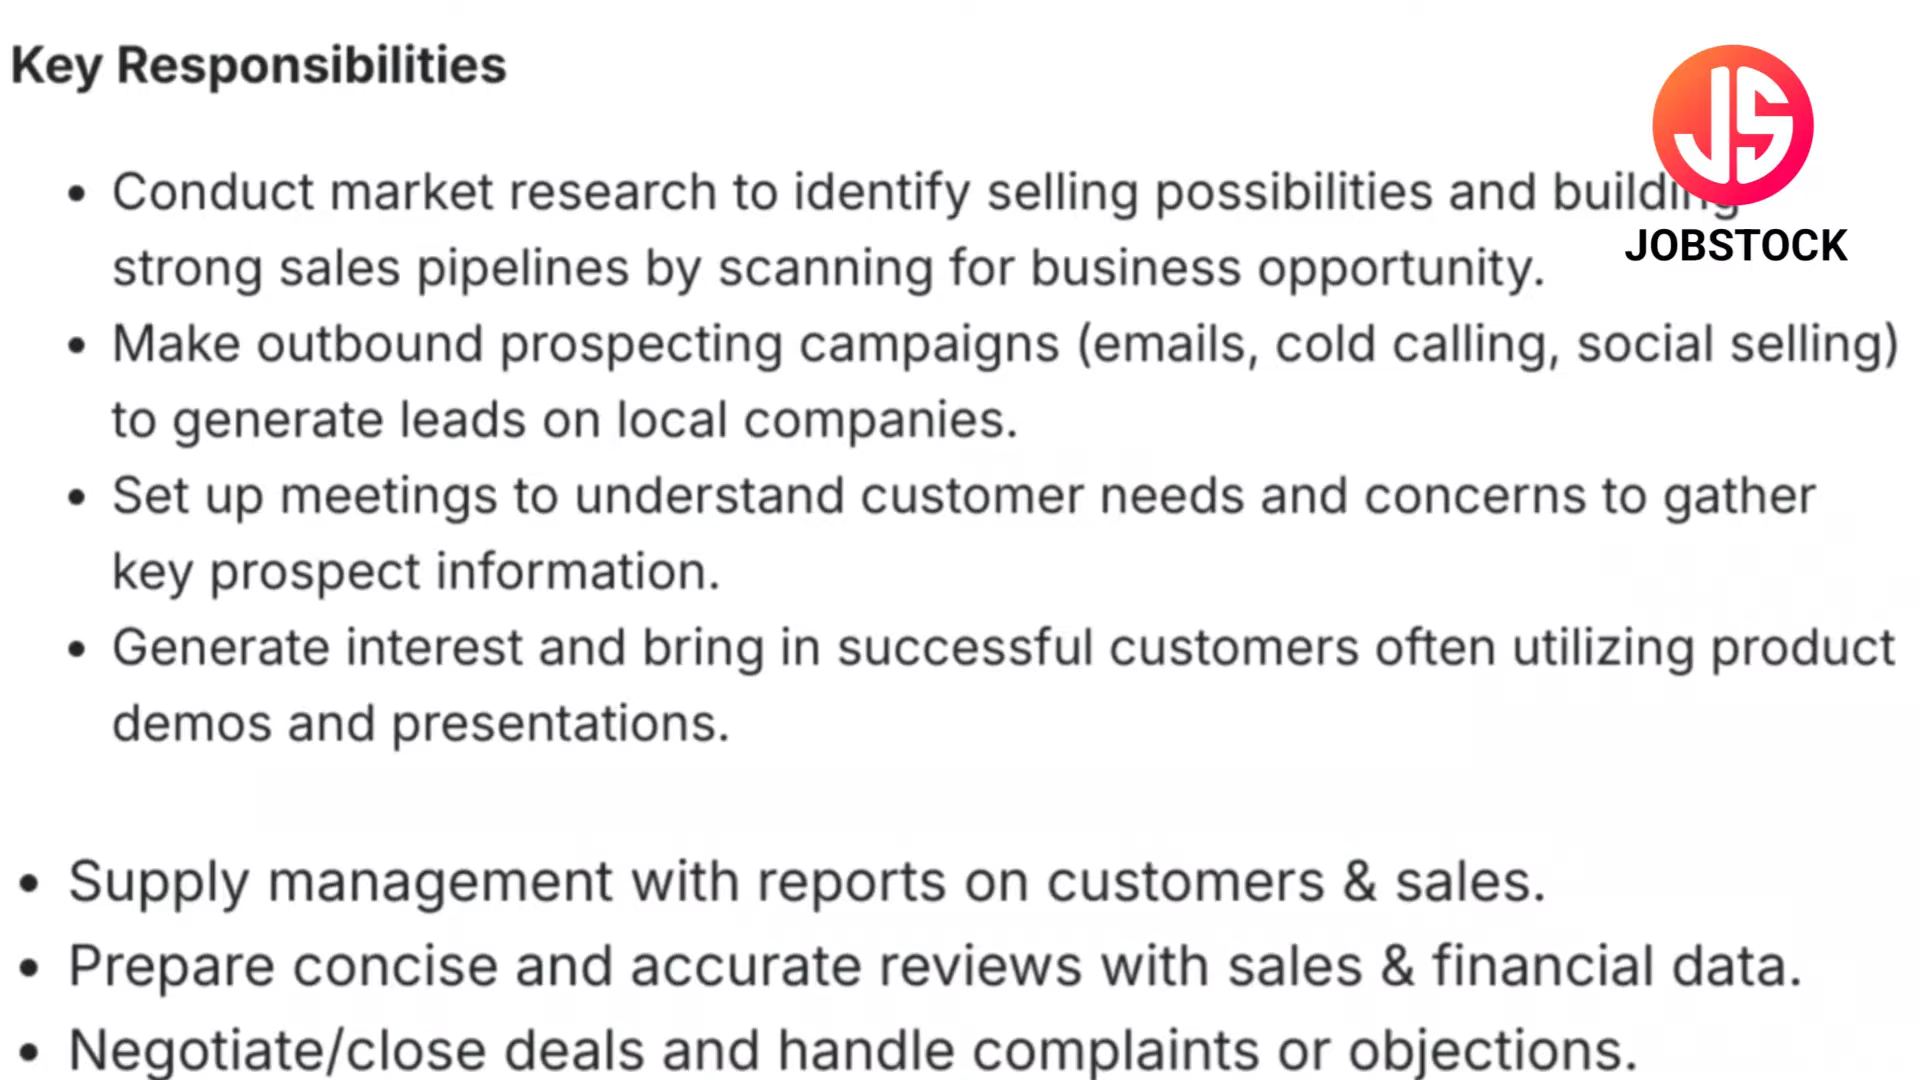 Key Responsibilities
• Conduct market research to identify selling possibilities and building
strong sales pipelines by scanning for business opportunity.
• Make outbound prospecting campaigns (emails, cold calling, social selling)
to generate leads on local companies.
• Set up meetings to understand customer needs and concerns to gather
key prospect information.
• Generate interest and bring in successful customers often utilizing product
demos and presentations.
• Supply management with reports on customers & sales.
• Prepare concise and accurate reviews with sales & financial data.
• Negotiate/close deals and handle complaints or objections.
JS
JOBSTOCK